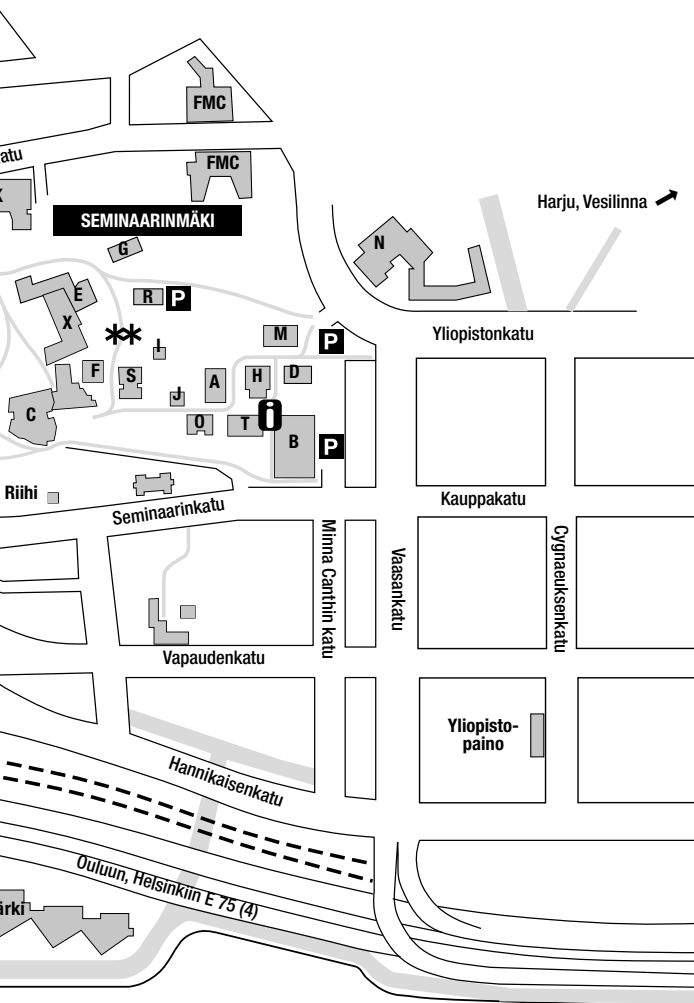 FMC
FMC
SEMINAARINMÄKI
Harju, Vesilinna
G
N
E
R
P
X
M
P
Yliopistonkatu
I
F
S
A
H
D
J
C
O
T
i
B
P
Riihi
Kauppakatu
Seminaarinkatu
Minna Canthin katu
Vaasankatu
Cygnaeuksenkatu
Vapaudenkatu
Yliopisto-
paino
Hannikaisenkatu
Ouluun, Helsinkiin E 75 (4)